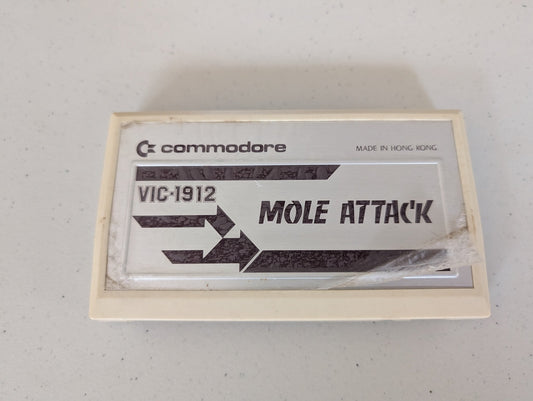 commodore
MADE IN HONG KONG
VIC-1912
MOLE ATTACK